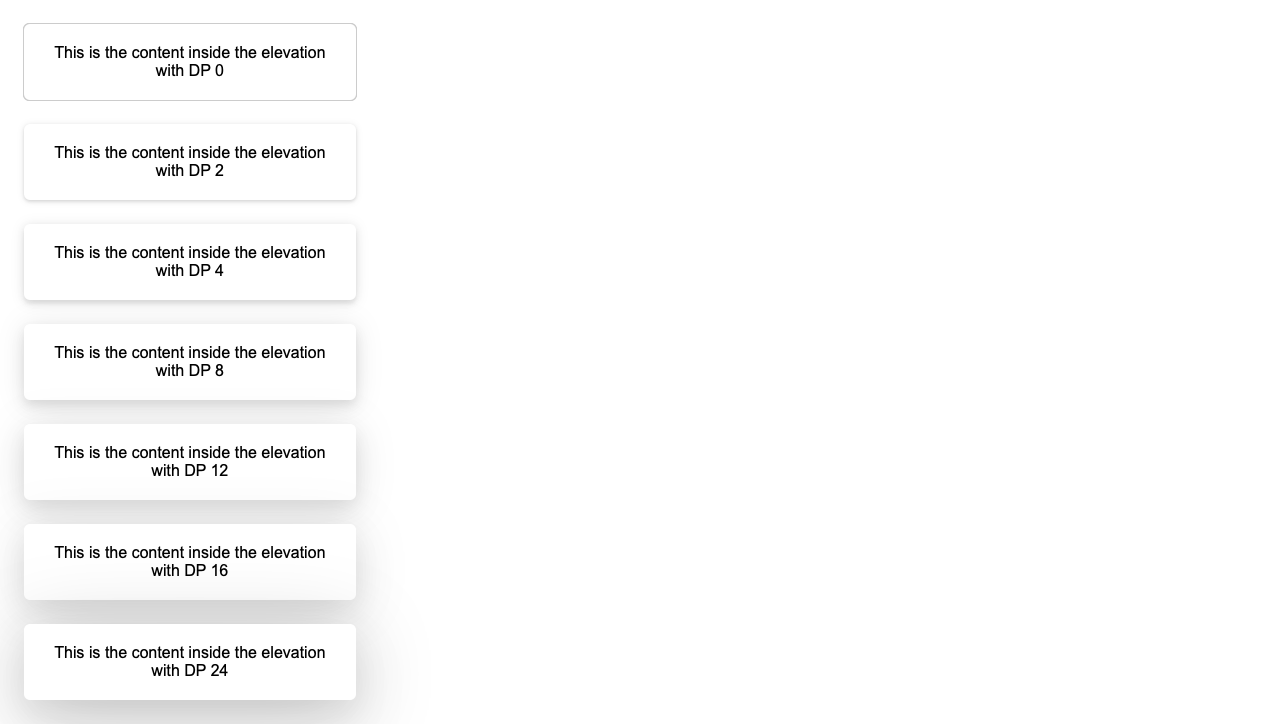 This is the content inside the elevation
with DP 0
This is the content inside the elevation
with DP 2
This is the content inside the elevation
with DP 4
This is the content inside the elevation
with DP 8
This is the content inside the elevation
with DP 12
This is the content inside the elevation
with DP 16
This is the content inside the elevation
with DP 24